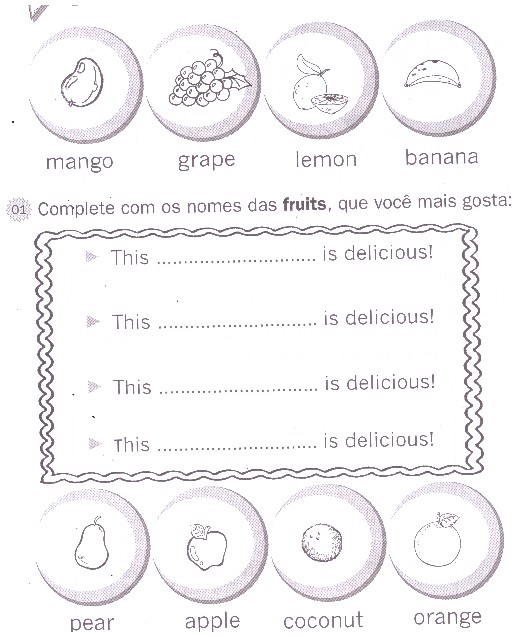 mango grape lemon banana
01 Complete com os nomes das fruits, que você mais gosta:
This ............................ is delicious!
This ............................ is delicious!
This ............................ is delicious!
This ............................ is delicious!
pear apple coconut orange